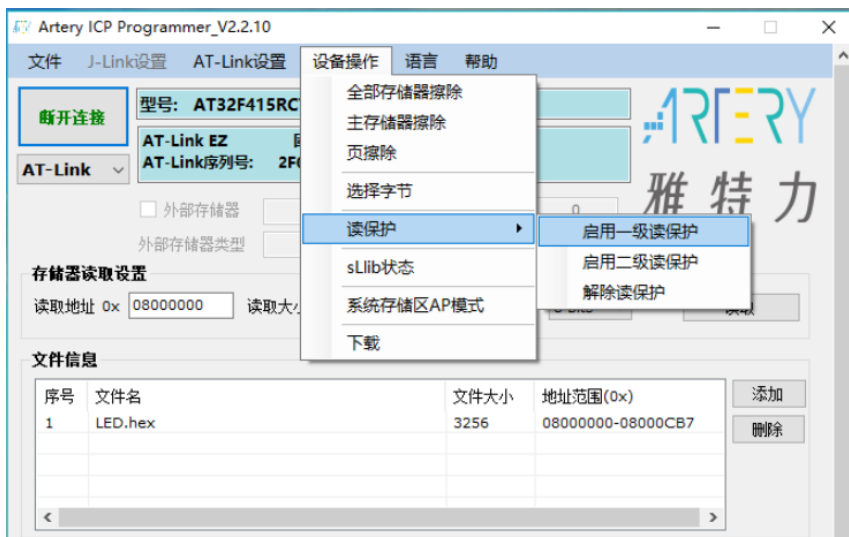 Artery ICP Programmer_V2.2.10
文件 J-Link设置 AT-Link设置 设备操作 语言 帮助
断开连接
型号: AT32F415RC
AT-Link EZ
AT-Link序列号:
AT-Link
ARTERY
雅特力
全部存储器擦除
主存储器擦除
页擦除
选择字节
读保护
sLlib状态
系统存储区AP模式
下载
启用一级读保护
启用二级读保护
解除读保护
外部存储器
0
外部存储器类型
存储器读取设置
读取地址 0x 08000000 读取大小
读取
文件信息
序号 文件名 文件大小 地址范围(0x)
1 LED.hex 3256 08000000-08000CB7
添加
删除